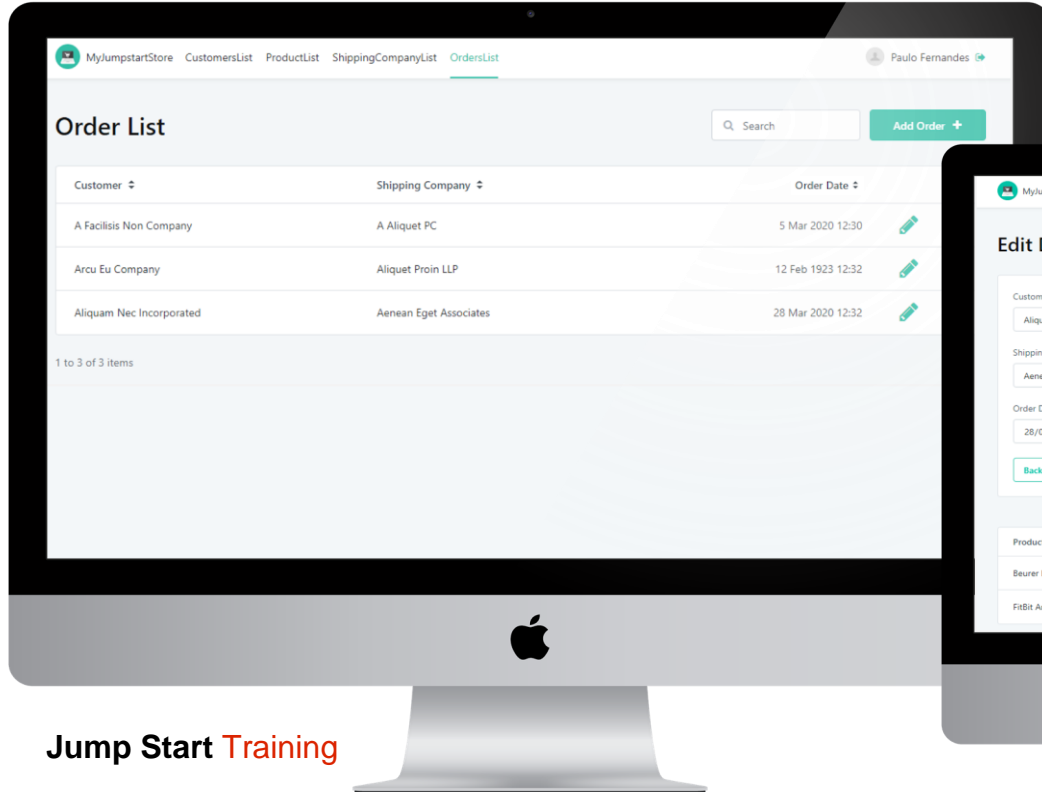 MyJumpstartStore CustomersList ProductList ShippingCompanyList OrdersList Paulo Fernandes
Order List
Search
Add Order +
Customer Shipping Company Order Date
A Facilisis Non Company A Aliquet PC 5 Mar 2020 12:30
Arcu Eu Company Aliquet Proin LLP 12 Feb 1923 12:32
Aliquam Nec Incorporated Aenean Eget Associates 28 Mar 2020 12:32
1 to 3 of 3 items
Edit
Back
Beurer
FitBit
Jump Start Training